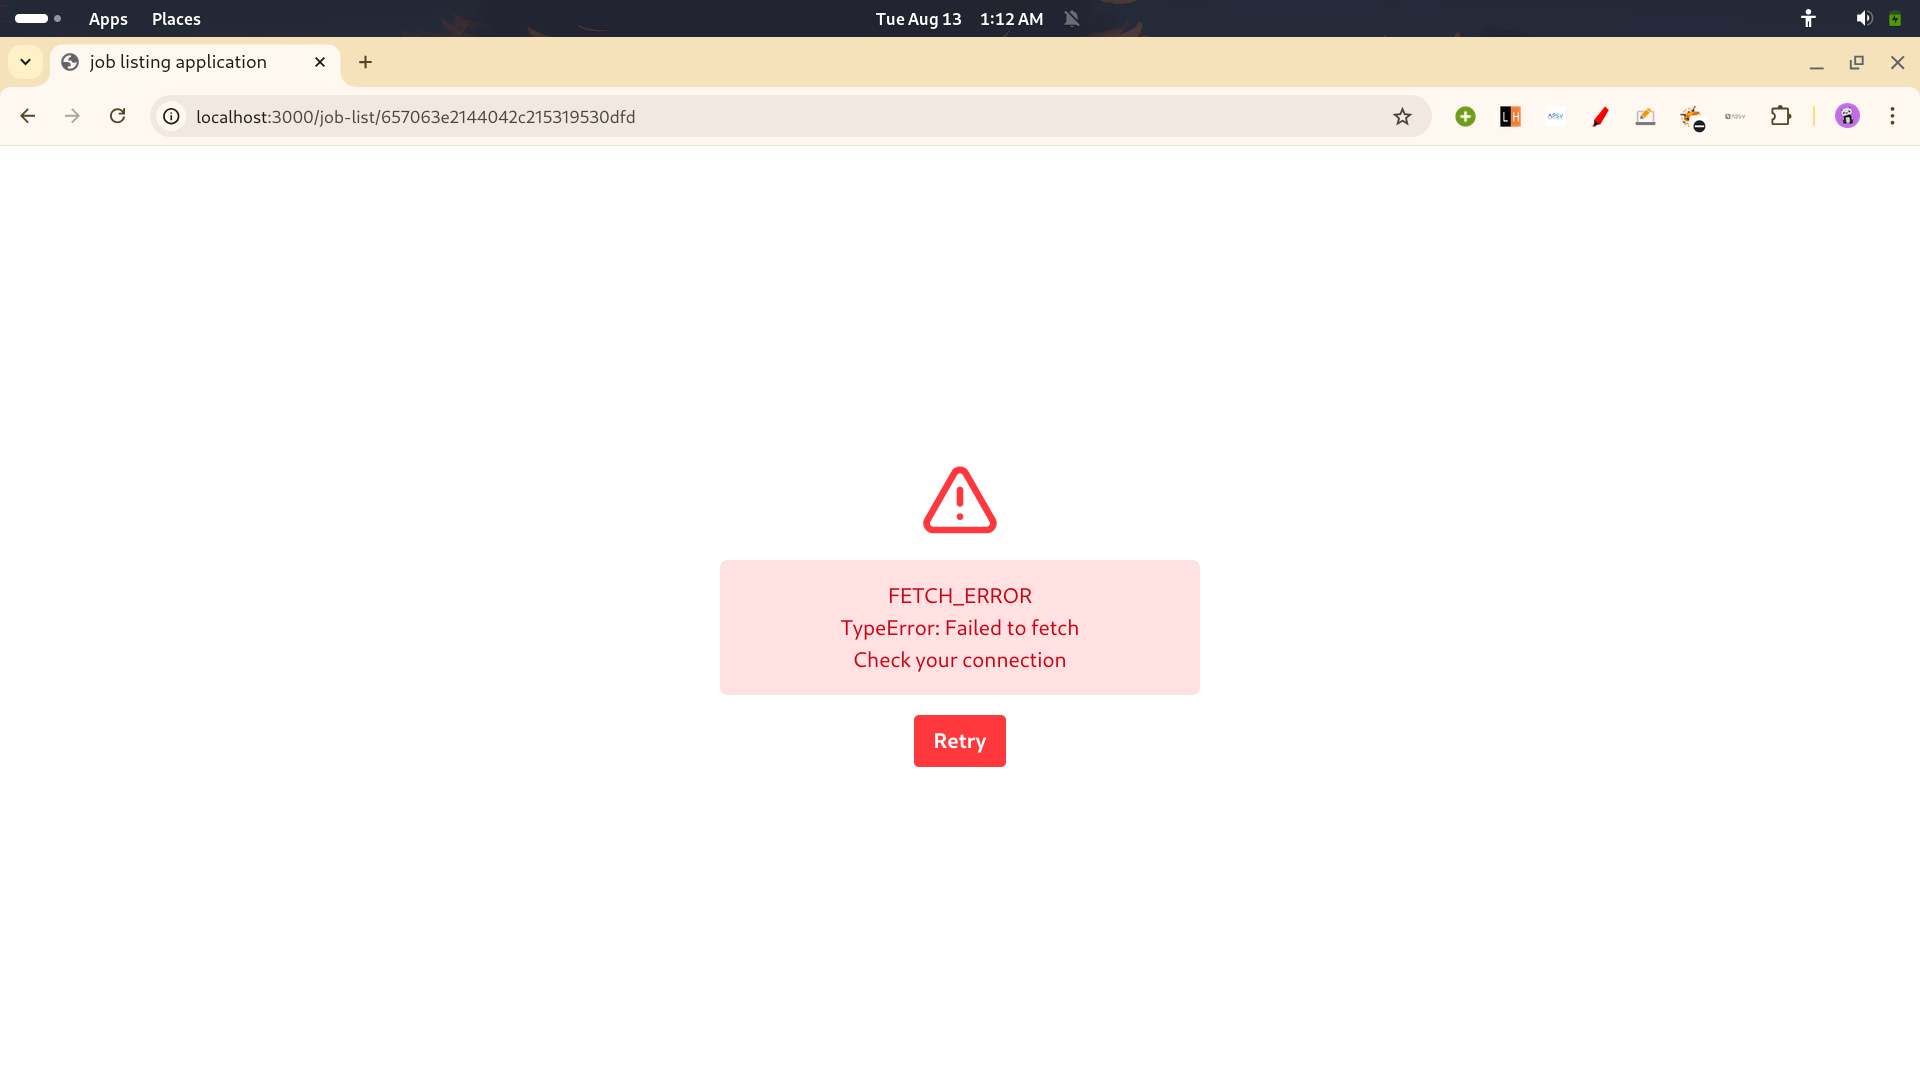 Apps Places Tue Aug 13 1:12 AM
job listing application
localhost:3000/job-list/657063e2144042c215319530dfd
LH
FETCH_ERROR
TypeError: Failed to fetch
Check your connection
Retry